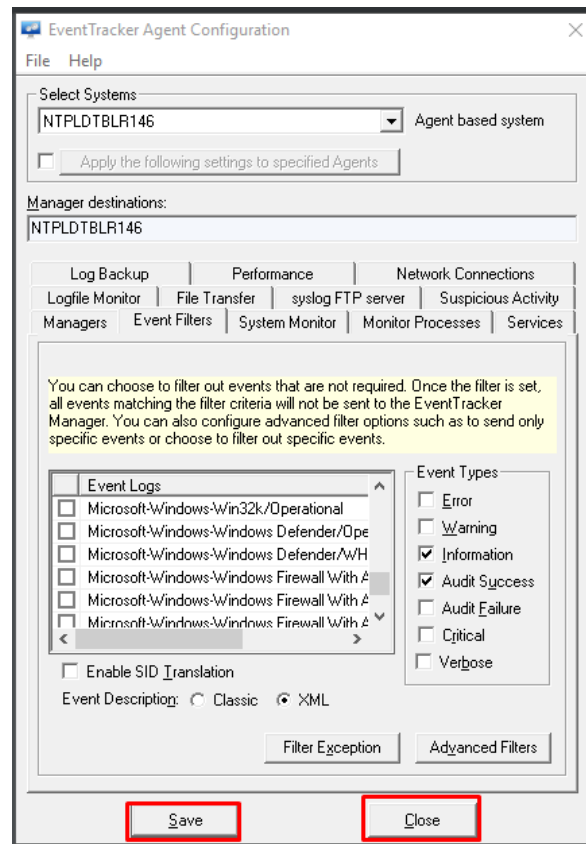 EventTracker Agent Configuration
File Help
Select Systems
NTPLDTBLR146
Agent based system
Apply the following settings to specified Agents
Manager destinations:
NTPLDTBLR146
Log Backup Performance Network Connections
Logfile Monitor File Transfer syslog FTP server Suspicious Activity
Managers Event Filters System Monitor Monitor Processes Services
You can choose to filter out events that are not required. Once the filter is set,
all events matching the filter criteria will not be sent to the EventTracker
Manager. You can also configure advanced filter options such as to send only
specific events or choose to filter out specific events.
Event Logs
Microsoft-Windows-Win32k/Operational
Microsoft-Windows-Windows Defender/Ope
Microsoft-Windows-Windows Defender/WH
Microsoft-Windows-Windows Firewall With A
Microsoft-Windows-Windows Firewall With A
Microsoft-Windows-Windows Firewall With A
Event Types
Error
Warning
Information
Audit Success
Audit Failure
Critical
Verbose
Enable SID Translation
Event Description: Classic XML
Filter Exception Advanced Filters
Save Close